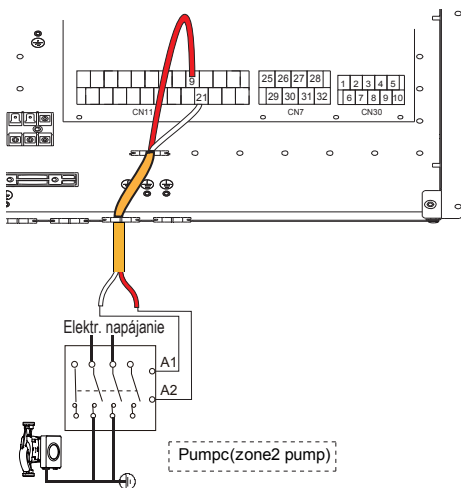 9
25 26 27 28
1 2 3 4 5
21
29 30 31 32
6 7 8 9 10
CN11
CN7
CN30
Elektr. napájanie
A1
A2
Pumpc(zone2 pump)